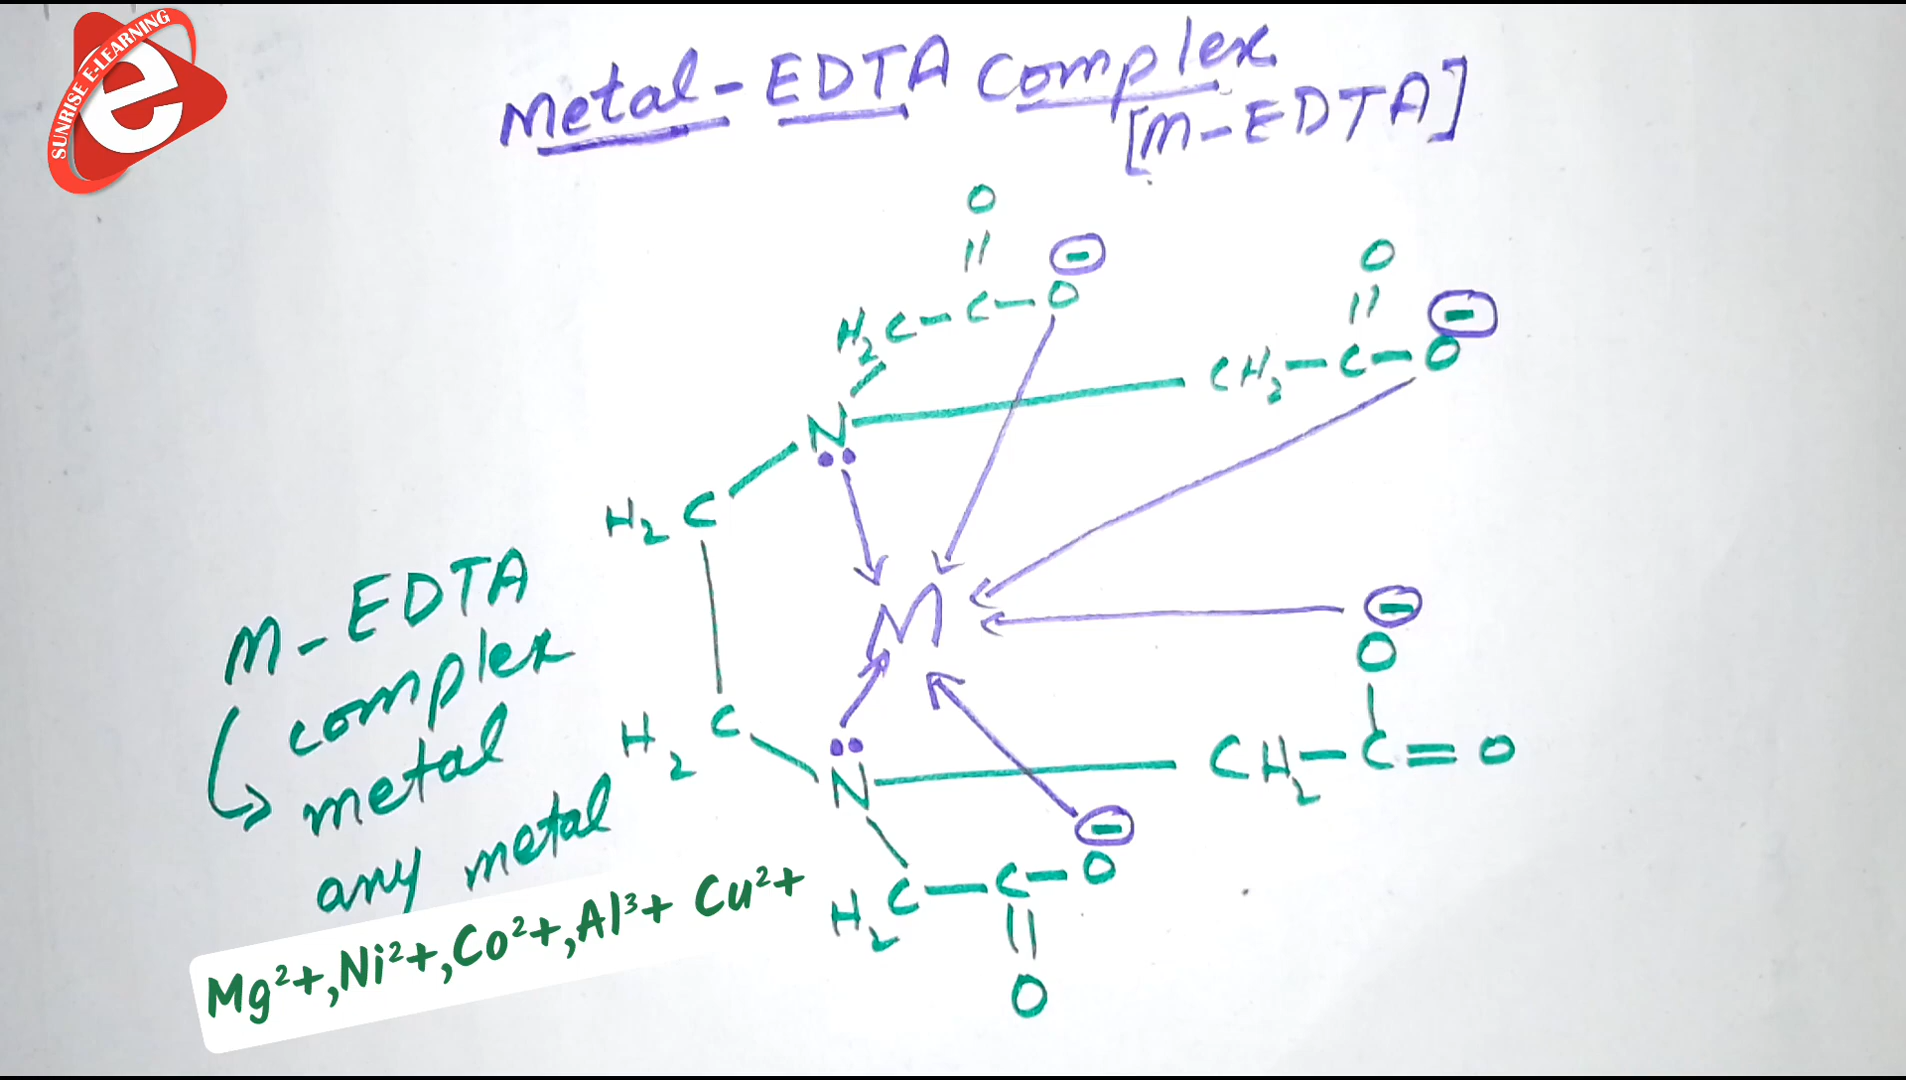 SUNRISE E-LEARNING
e
Metal-EDTA Complex
[M-EDTA]
O
||
H₂C-C-O⁻
O
||
CH₂-C-O⁻
N
H₂C
M
M-EDTA
complex
metal
any metal
Mg²+,Ni²+,Co²+,Al³+ Cu²+
H₂C
N
⁻
O
CH₂-C=O
H₂C-C-O⁻
||
O